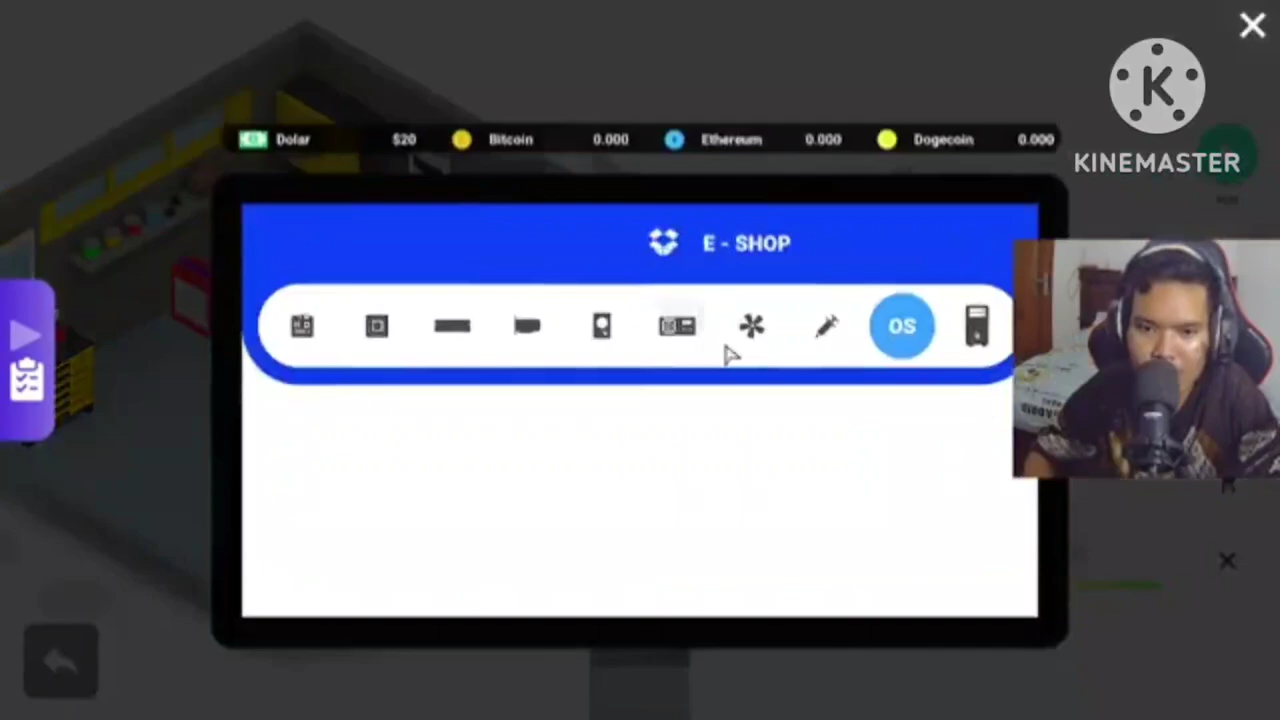 Dolar $20 Bitcoin 0.000 Ethereum 0.000 Dogecoin 0.000
K
KINEMASTER
E - SHOP
OS